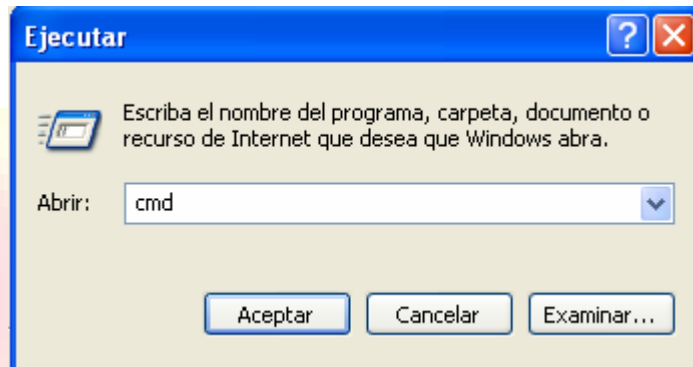 Ejecutar
Escriba el nombre del programa, carpeta, documento o
recurso de Internet que desea que Windows abra.
Abrir: cmd
Aceptar Cancelar Examinar...